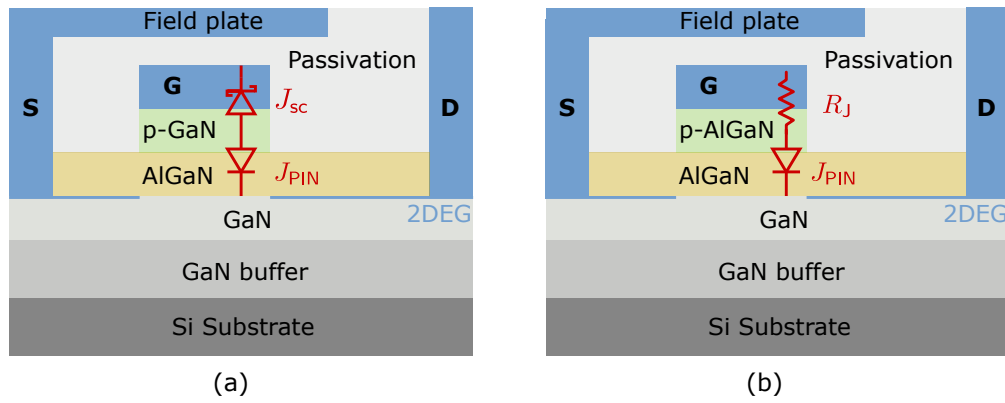 Field plate
Passivation
S
G
J_sc
D
p-GaN
AlGaN
J_PIN
2DEG
GaN
GaN buffer
Si Substrate
(a)
Field plate
Passivation
S
G
R_J
D
p-AlGaN
AlGaN
J_PIN
2DEG
GaN
GaN buffer
Si Substrate
(b)